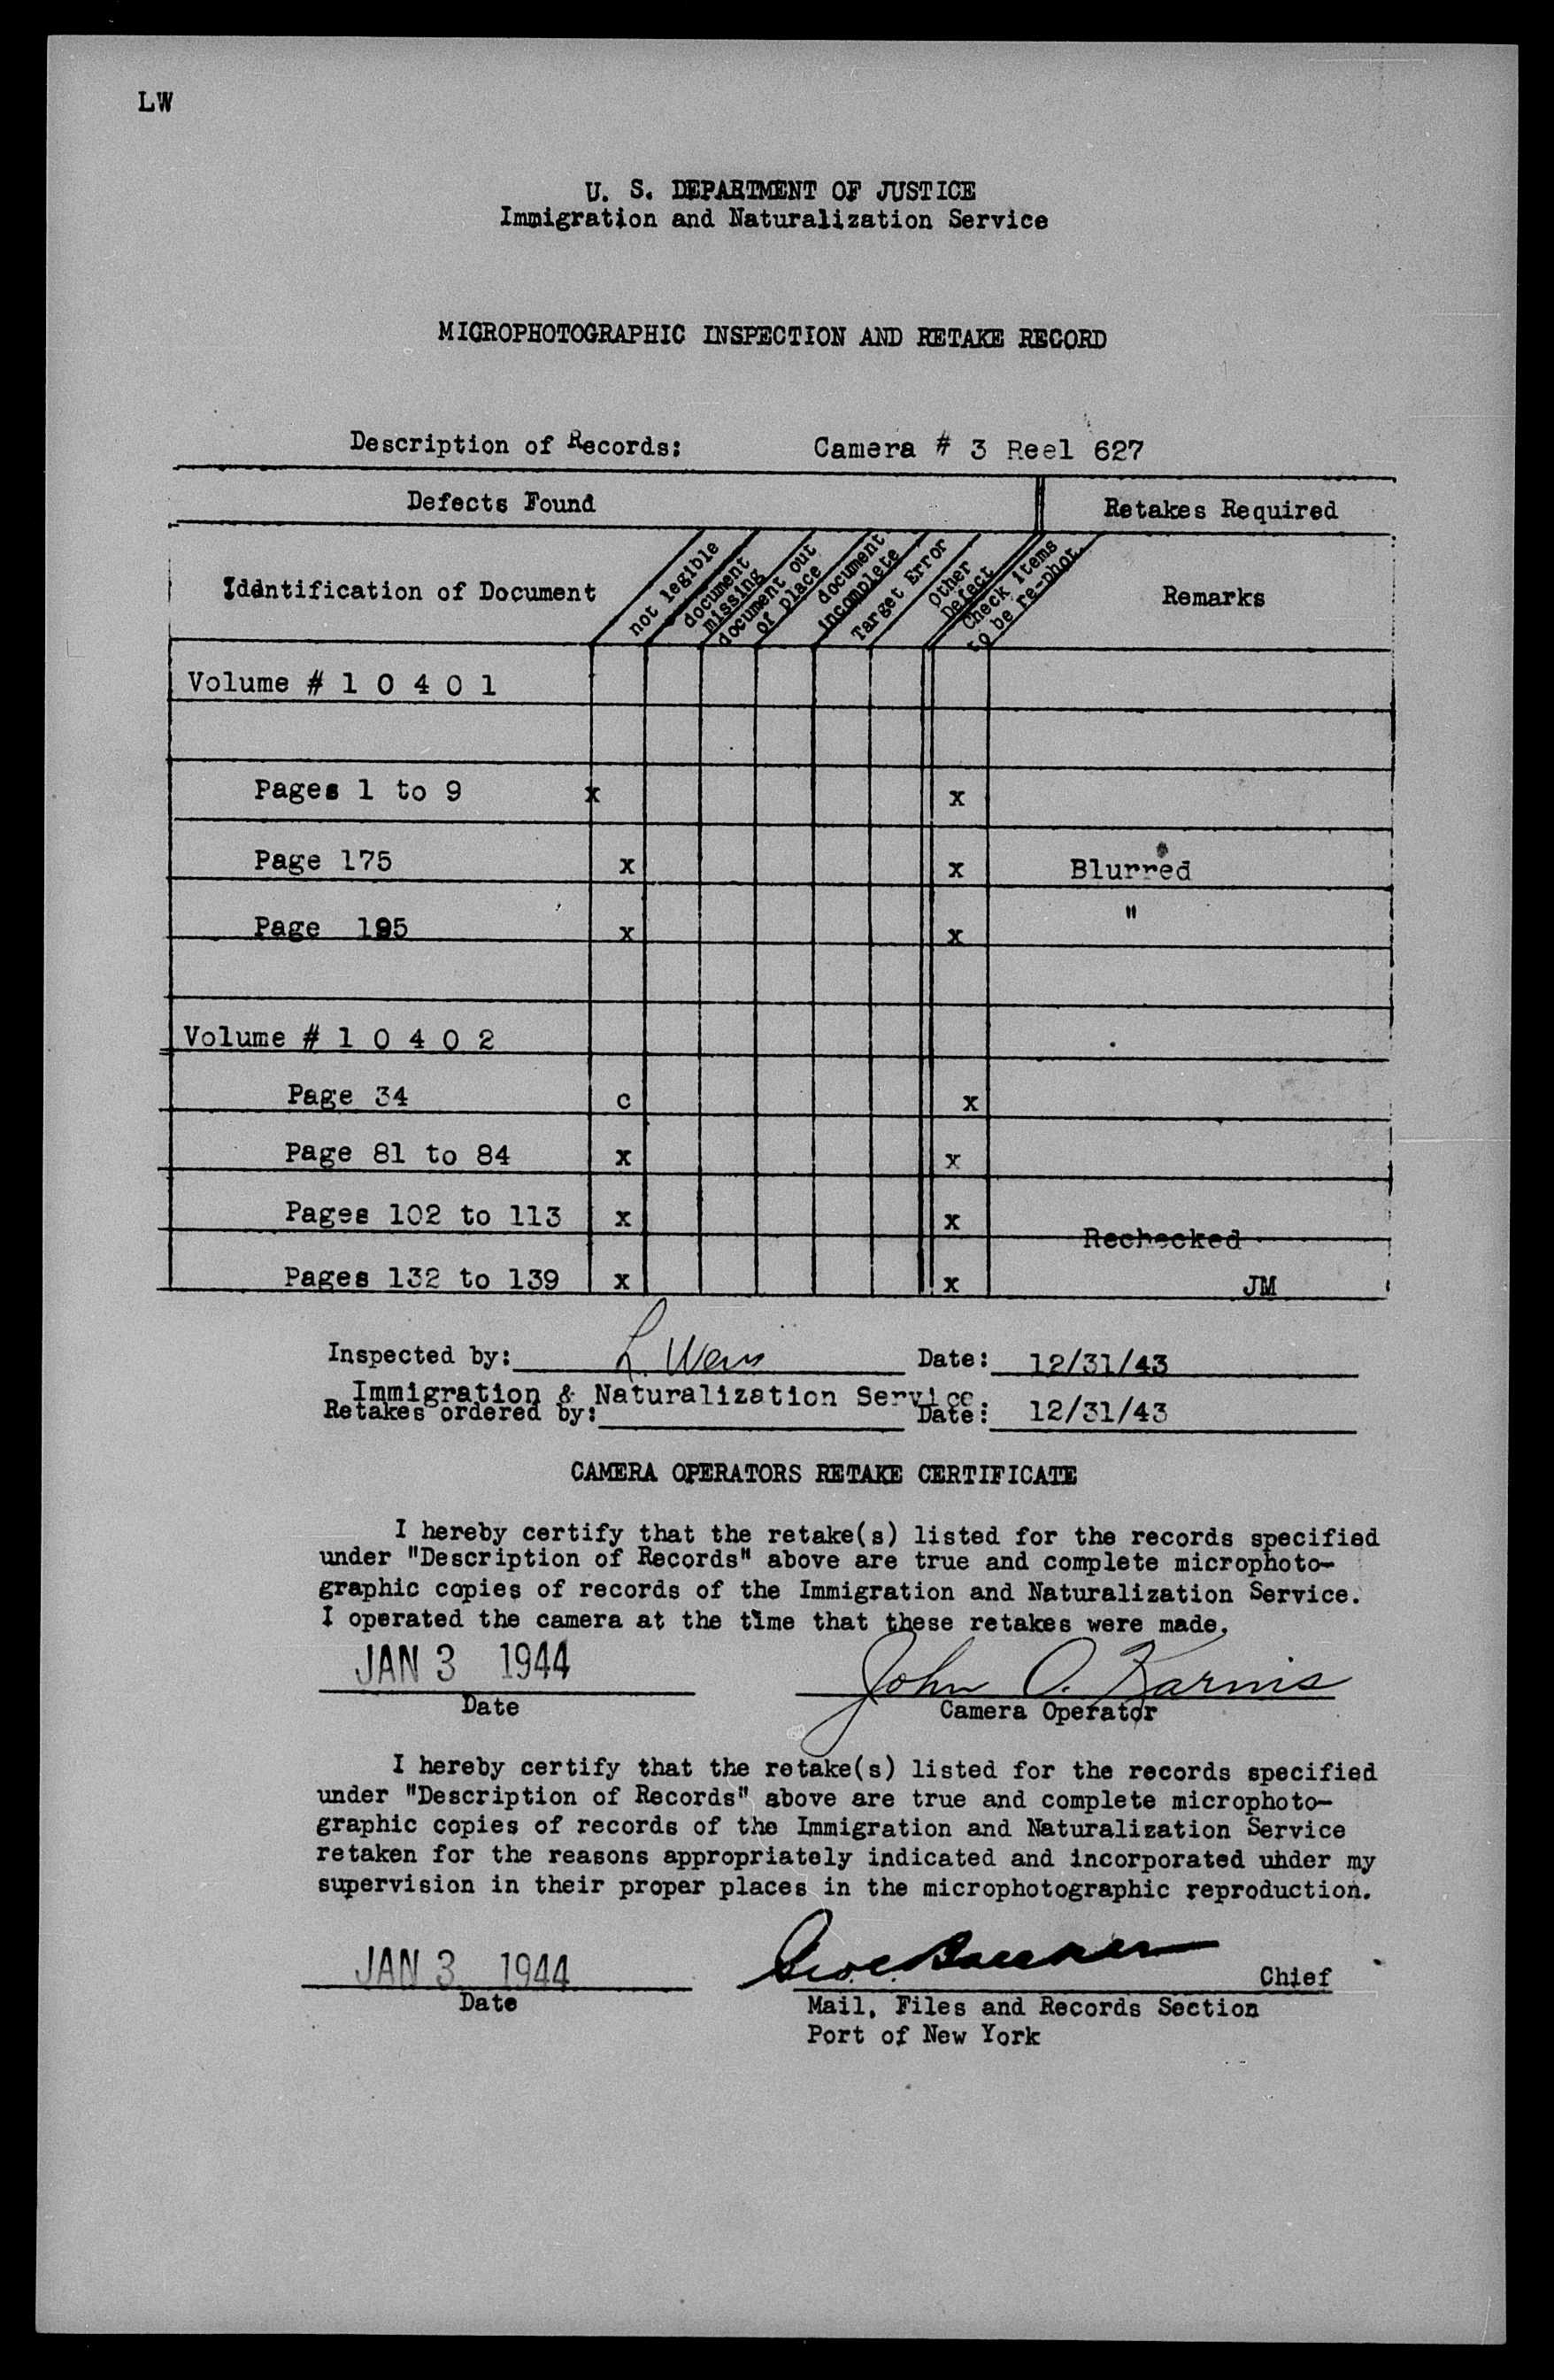 LW
U. S. DEPARTMENT OF JUSTICE
Immigration and Naturalization Service
MICROPHOTOGRAPHIC INSPECTION AND RETAKE RECORD
Description of Records: Camera # 3 Reel 627
Defects Found Retakes Required
Identification of Document
not legible
document
missing
document out
of place
document
incomplete
Target Error
Other
Defect
Check items
to be re-phot.
Remarks
Volume # 1 0 4 0 1
Pages 1 to 9 x x
Page 175 x x Blurred
Page 195 x x "
Volume # 1 0 4 0 2
Page 34 c x
Page 81 to 84 x x
Pages 102 to 113 x x
Rechecked
Pages 132 to 139 x x JM
Inspected by: L. Weis Date: 12/31/43
Immigration & Naturalization Service.
Retakes ordered by: Date: 12/31/43
CAMERA OPERATORS RETAKE CERTIFICATE
I hereby certify that the retake(s) listed for the records specified
under "Description of Records" above are true and complete microphoto-
graphic copies of records of the Immigration and Naturalization Service.
I operated the camera at the time that these retakes were made.
JAN 3 1944 John O. Karnis
Date Camera Operator
I hereby certify that the retake(s) listed for the records specified
under "Description of Records" above are true and complete microphoto-
graphic copies of records of the Immigration and Naturalization Service
retaken for the reasons appropriately indicated and incorporated under my
supervision in their proper places in the microphotographic reproduction.
JAN 3 1944 Chief
Date Mail, Files and Records Section
Port of New York